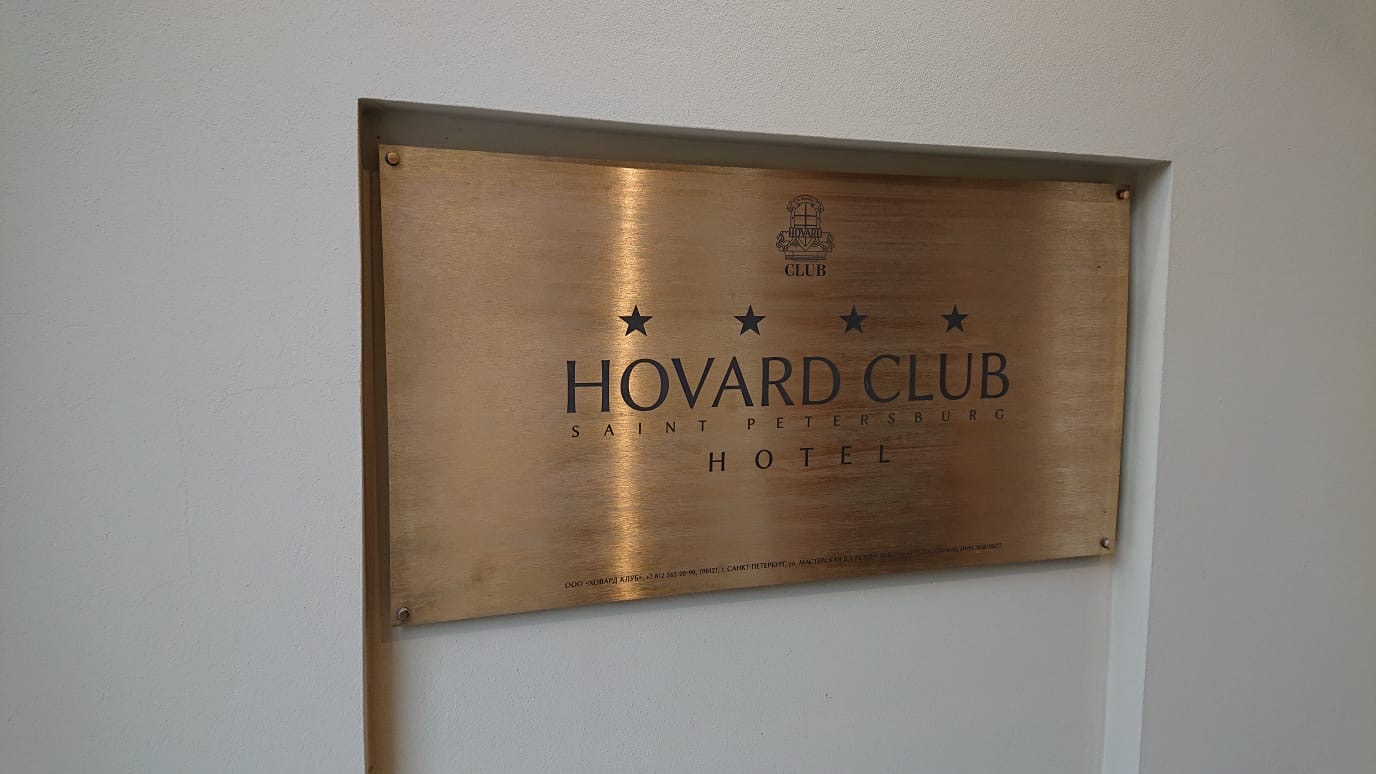 HOVARD
CLUB
HOVARD CLUB
SAINT PETERSBURG
HOTEL
ООО «ХОВАРД КЛУБ», +7 812 565-20-90, 190121, г. САНКТ-ПЕТЕРБУРГ, ул. МАСТЕРСКАЯ